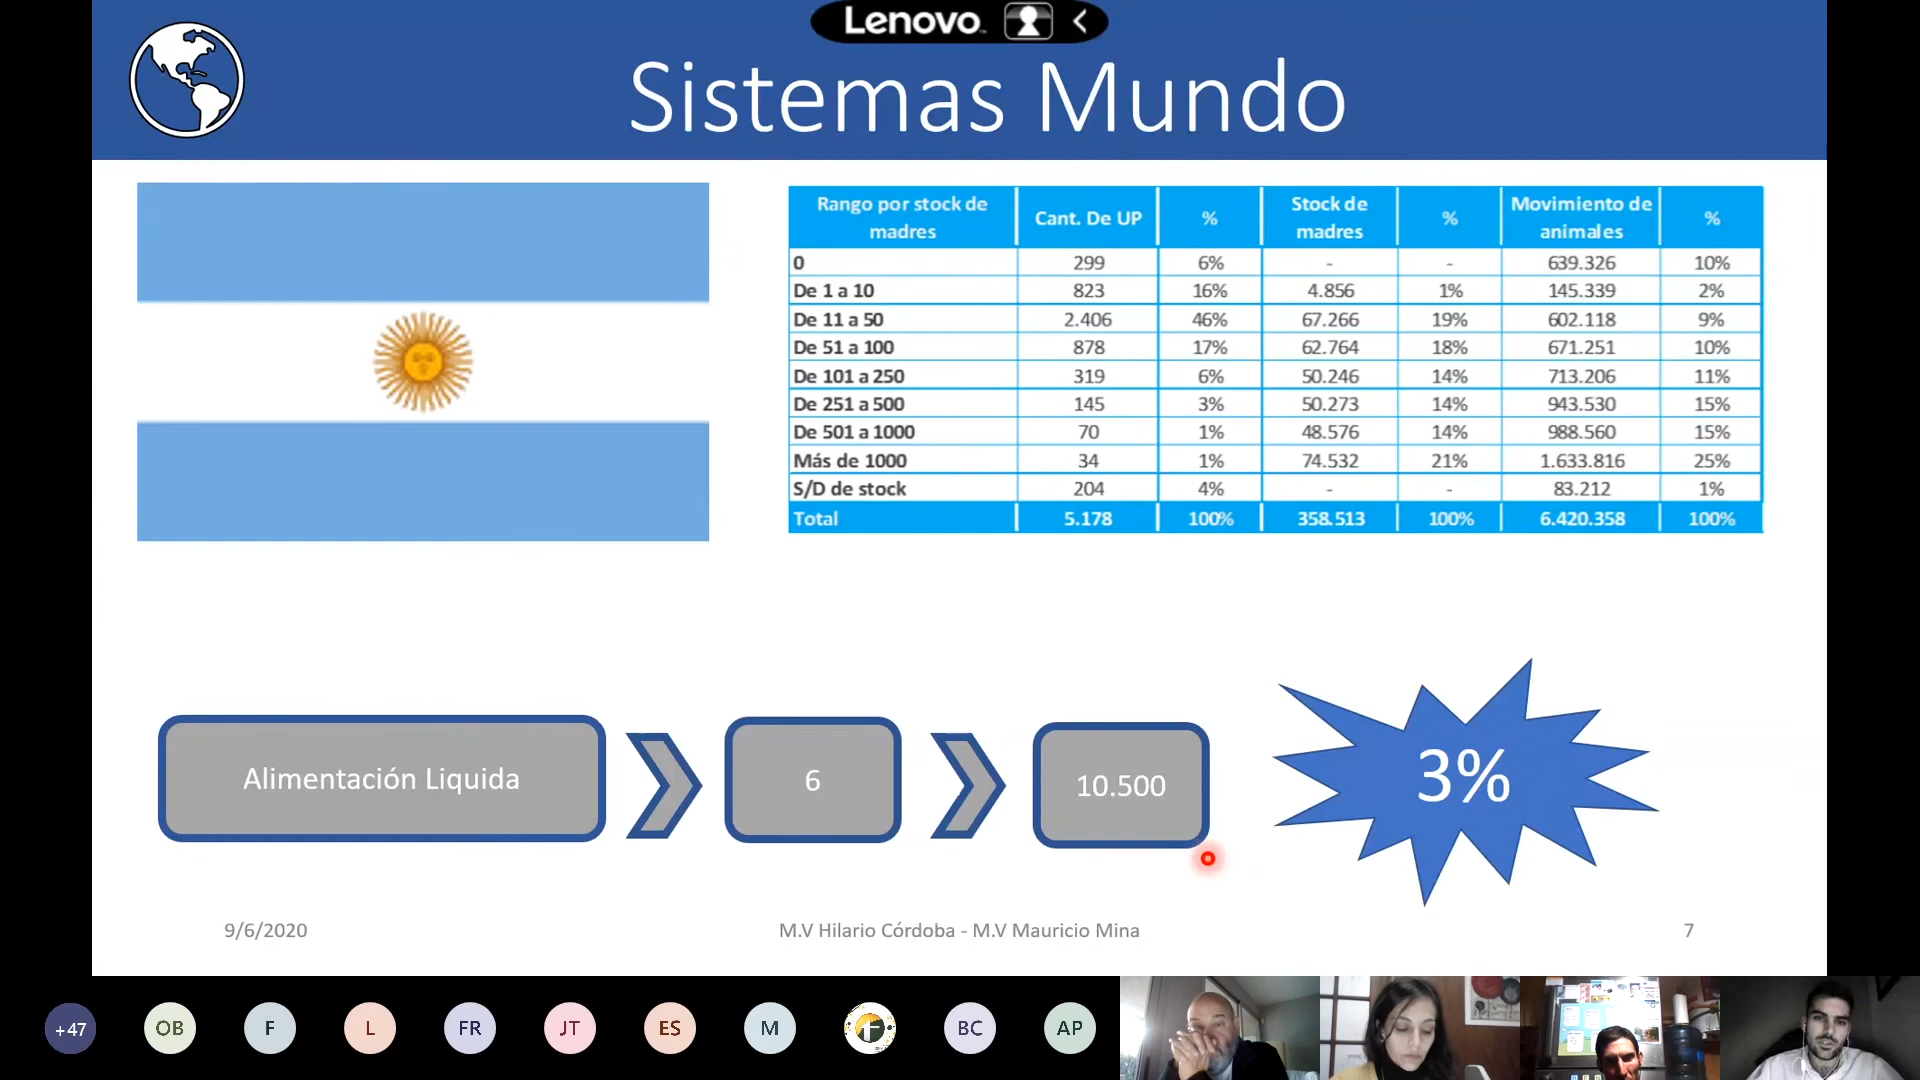 Lenovo
Sistemas Mundo
Rango por stock de madres Cant. De UP % Stock de madres % Movimiento de animales %
0 299 6% - - 639.326 10%
De 1 a 10 823 16% 4.856 1% 145.339 2%
De 11 a 50 2.406 46% 67.266 19% 602.118 9%
De 51 a 100 878 17% 62.764 18% 671.251 10%
De 101 a 250 319 6% 50.246 14% 713.206 11%
De 251 a 500 145 3% 50.273 14% 943.530 15%
De 501 a 1000 70 1% 48.576 14% 988.560 15%
Más de 1000 34 1% 74.532 21% 1.633.816 25%
S/D de stock 204 4% - - 83.212 1%
Total 5.178 100% 358.513 100% 6.420.358 100%
Alimentación Liquida 6 10.500 3%
9/6/2020 M.V Hilario Córdoba - M.V Mauricio Mina 7
+47 OB F L FR JT ES M BC AP